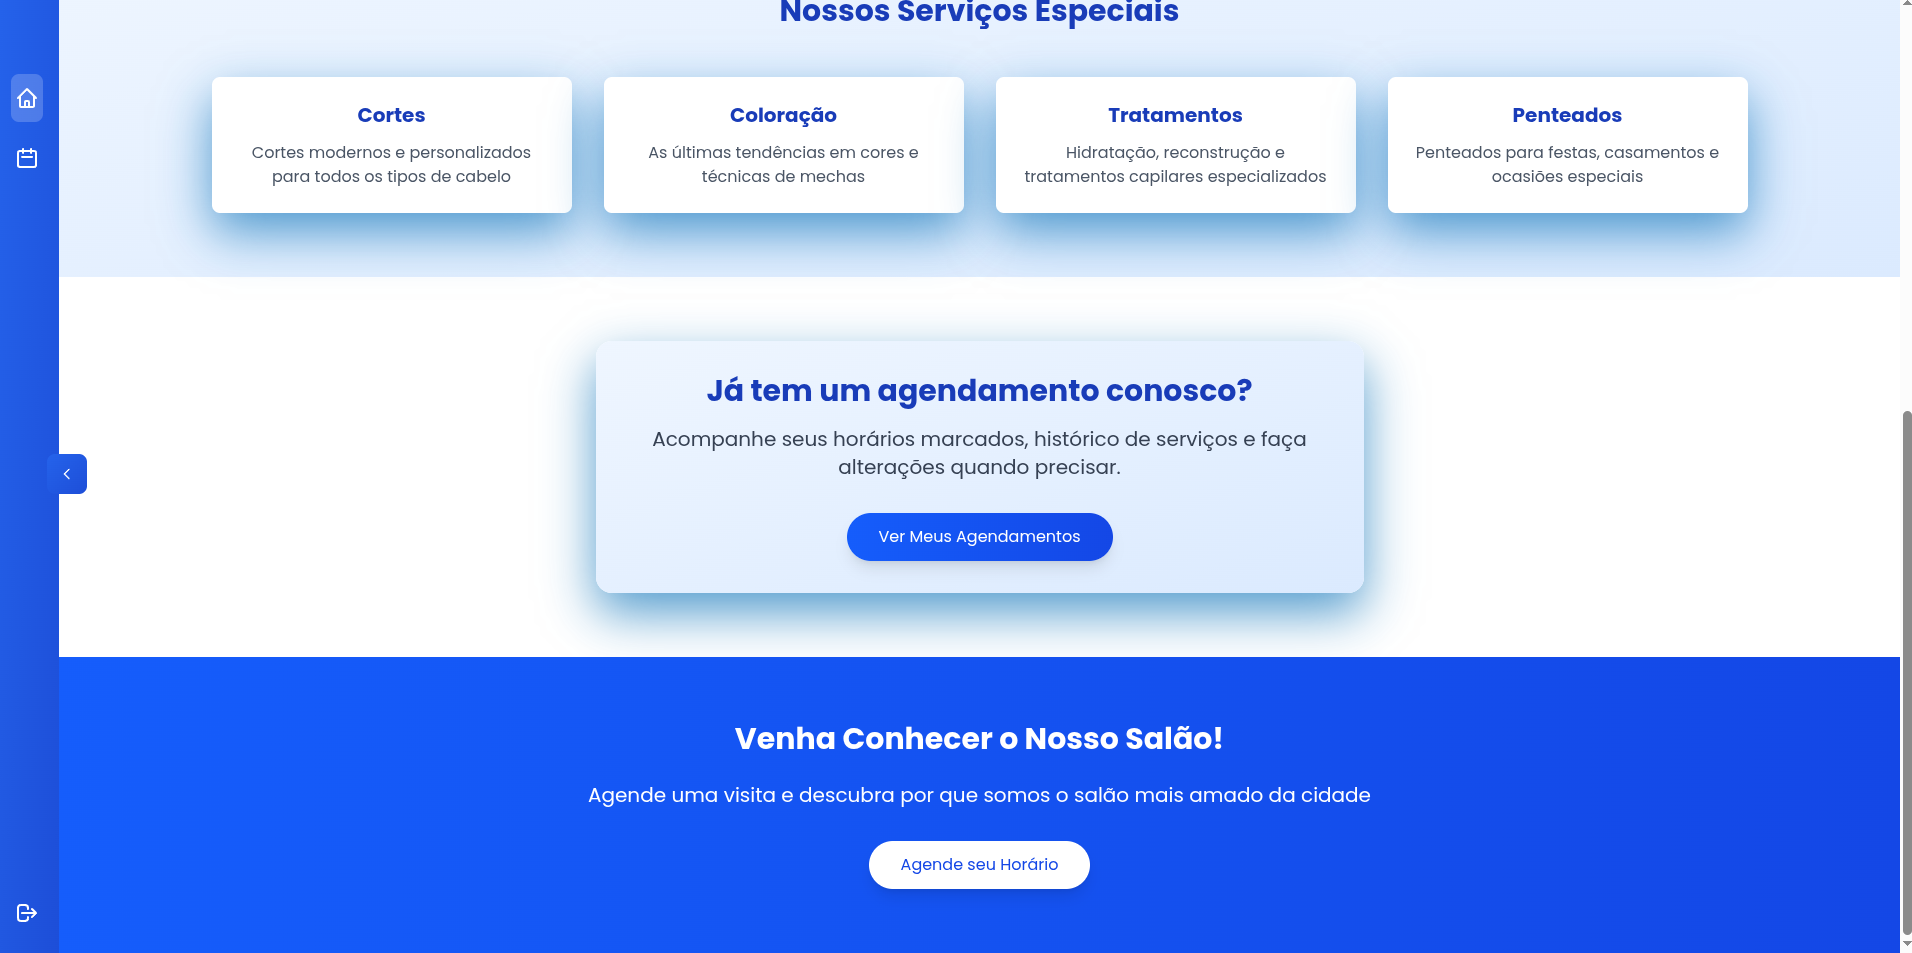 Nossos Serviços Especiais
Cortes
Cortes modernos e personalizados
para todos os tipos de cabelo
Coloração
As últimas tendências em cores e
técnicas de mechas
Tratamentos
Hidratação, reconstrução e
tratamentos capilares especializados
Penteados
Penteados para festas, casamentos e
ocasiões especiais
Já tem um agendamento conosco?
Acompanhe seus horários marcados, histórico de serviços e faça
alterações quando precisar.
Ver Meus Agendamentos
Venha Conhecer o Nosso Salão!
Agende uma visita e descubra por que somos o salão mais amado da cidade
Agende seu Horário